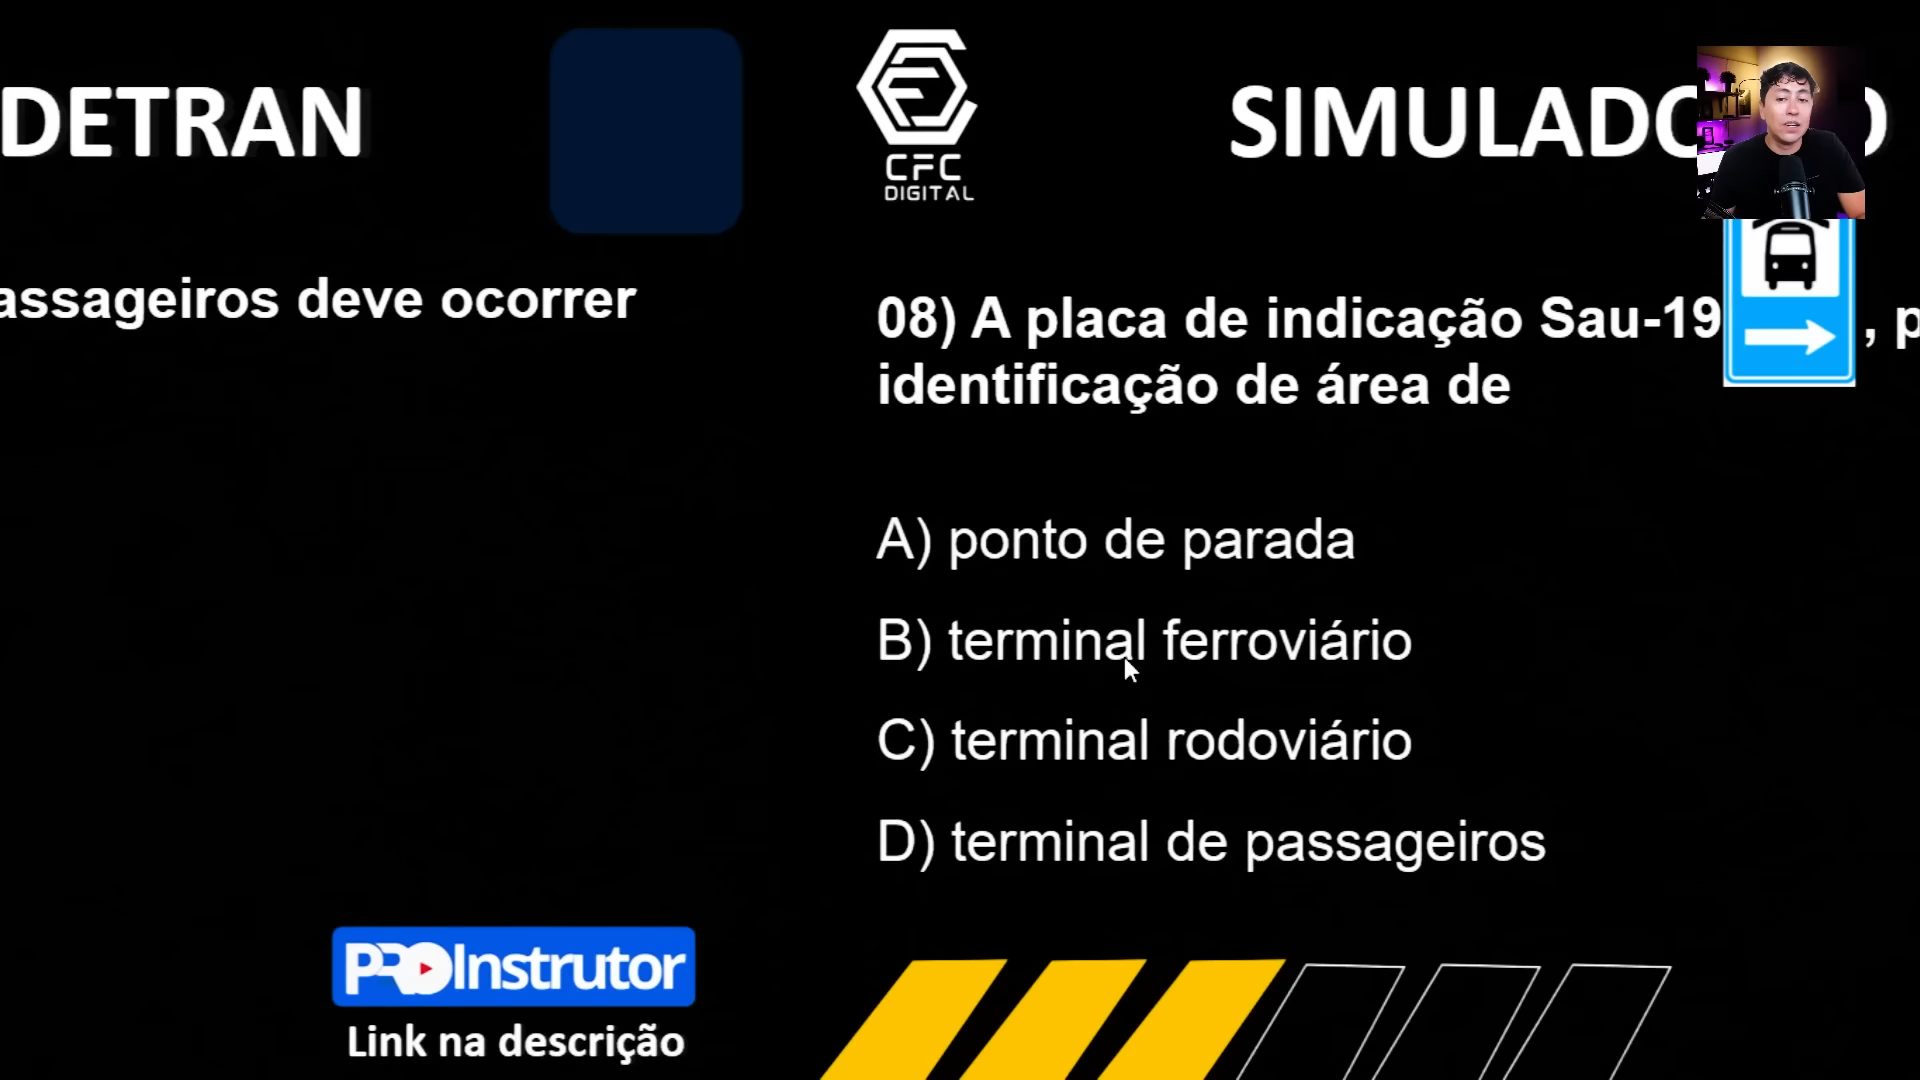 DETRAN
CFC
DIGITAL
SIMULADO
assageiros deve ocorrer
08) A placa de indicação Sau-19 , p
identificação de área de
A) ponto de parada
B) terminal ferroviário
C) terminal rodoviário
D) terminal de passageiros
PROInstrutor
Link na descrição